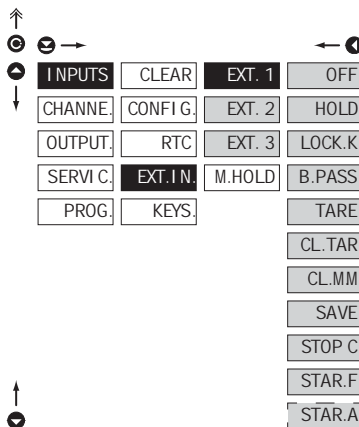 INPUTS CLEAR EXT. 1 OFF
CHANNE. CONFIG. EXT. 2 HOLD
OUTPUT. RTC EXT. 3 LOCK.K
SERVIC. EXT.IN. M.HOLD B.PASS
PROG. KEYS. TARE
CL.TAR
CL.MM
SAVE
STOP C
STAR.F
STAR.A